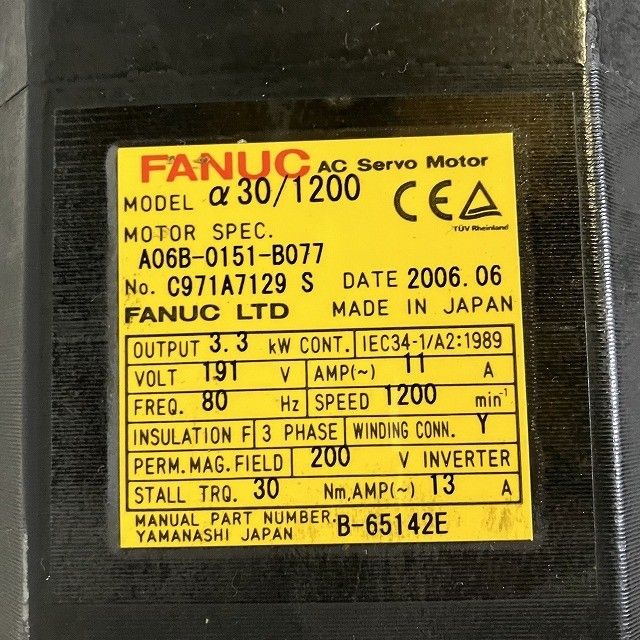 FANUC AC Servo Motor
MODEL α30/1200
CE TÜV Rheinland
MOTOR SPEC.
A06B-0151-B077
No. C971A7129 S DATE 2006.06
FANUC LTD MADE IN JAPAN
OUTPUT 3.3 kW CONT. IEC34-1/A2:1989
VOLT 191 V AMP(~) 11 A
FREQ. 80 Hz SPEED 1200 min⁻¹
INSULATION F 3 PHASE WINDING CONN. Y
PERM.MAG.FIELD 200 V INVERTER
STALL TRQ. 30 Nm,AMP(~) 13 A
MANUAL PART NUMBER. B-65142E
YAMANASHI JAPAN